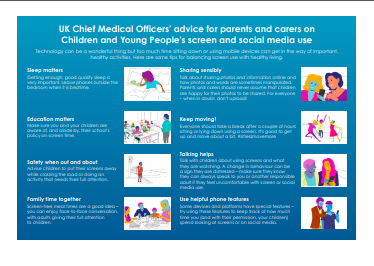 UK Chief Medical Officers' advice for parents and carers on
Children and Young People's screen and social media use
Technology can be a wonderful thing but too much time sitting down or using mobile devices can get in the way of important,
healthy activities. Here are some tips for balancing screen use with healthy living.
Sleep matters
Getting enough, good quality sleep is
very important. Leave phones outside the
bedroom when it is bedtime.
Education matters
Make sure you and your children are
aware of, and abide by, their school's
policy on screen time.
Safety when out and about
Advise children to put their screens away
while crossing the road or doing an
activity that needs their full attention.
Family time together
Screen-free meal times are a good idea –
you can enjoy face-to-face conversation,
with adults giving their full attention
to children.
Sharing sensibly
Talk about sharing photos and information online and
how photos and words are sometimes manipulated.
Parents and carers should never assume that children
are happy for their photos to be shared. For everyone
– when in doubt, don't upload!
Keep moving!
Everyone should take a break after a couple of hours
sitting or lying down using a screen. It's good to get
up and move about a bit. #sitlessmovemore
Talking helps
Talk with children about using screens and what
they are watching. A change in behaviour can be
a sign they are distressed – make sure they know
they can always speak to you or another responsible
adult if they feel uncomfortable with screen or social
media use.
Use helpful phone features
Some devices and platforms have special features –
try using these features to keep track of how much
time you (and with their permission, your children)
spend looking at screens or on social media.